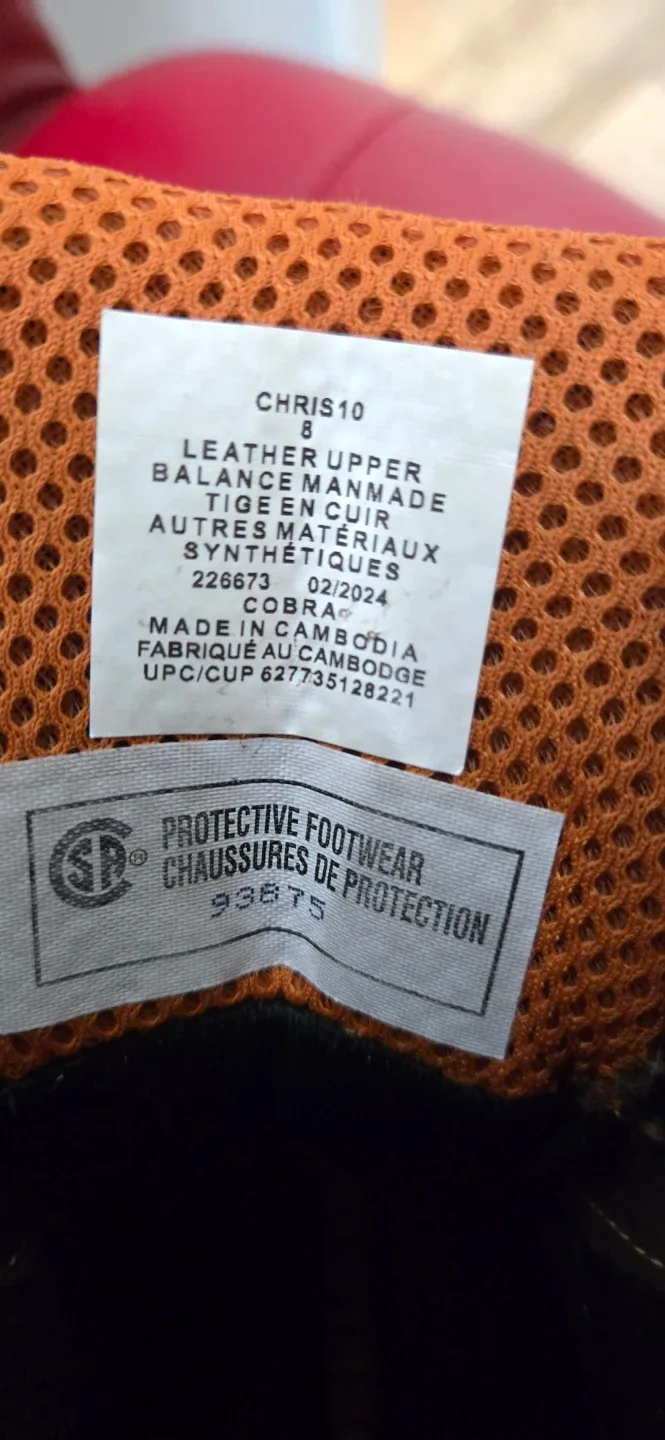 CHRIS10
8
LEATHER UPPER
BALANCE MANMADE
TIGE EN CUIR
AUTRES MATÉRIAUX
SYNTHÉTIQUES
226673 02/2024
COBRA
MADE IN CAMBODIA
FABRIQUÉ AU CAMBODGE
UPC/CUP 627735128221
CSA® PROTECTIVE FOOTWEAR
CHAUSSURES DE PROTECTION
93875